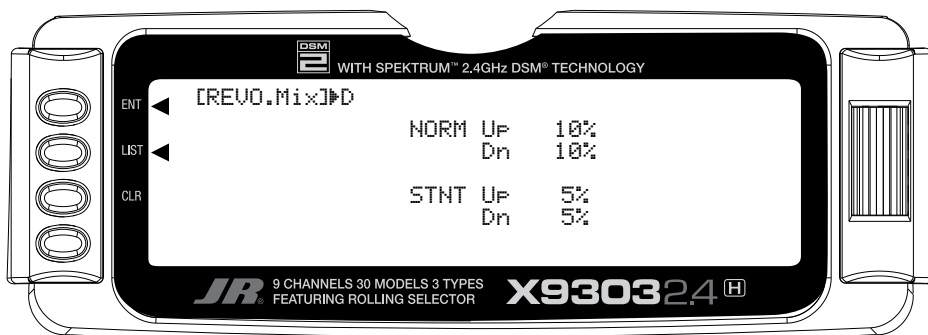 DSM
2
WITH SPEKTRUM™ 2.4GHz DSM® TECHNOLOGY
ENT
[REVO.Mix]▶D
NORM Up 10%
LIST
Dn 10%
CLR
STNT Up 5%
Dn 5%
JR®
9 CHANNELS 30 MODELS 3 TYPES
FEATURING ROLLING SELECTOR
X9303 2.4 H